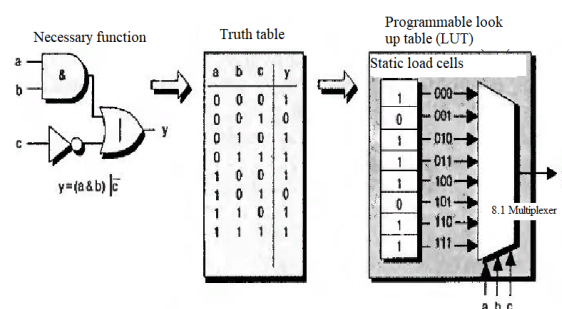 Necessary function
a
&
b
|
y
c
y=(a&b) |c̅
Truth table
a b c y
0 0 0 1
0 0 1 0
0 1 0 1
0 1 1 1
1 0 0 1
1 0 1 0
1 1 0 1
1 1 1 1
Programmable look
up table (LUT)
Static load cells
1 000
0 001
1 010
1 011
1 100
0 101
1 110
1 111
8.1 Multiplexer
a b c